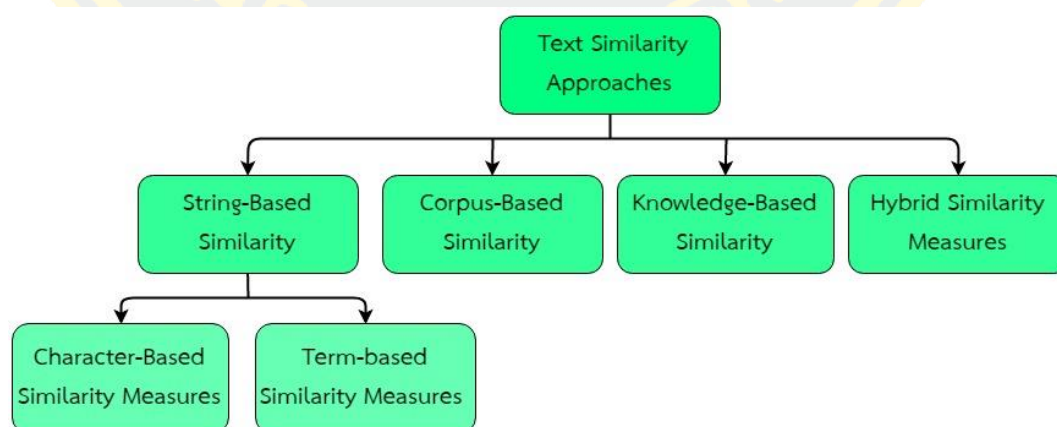 Text Similarity
Approaches
String-Based
Similarity
Corpus-Based
Similarity
Knowledge-Based
Similarity
Hybrid Similarity
Measures
Character-Based
Similarity Measures
Term-based
Similarity Measures